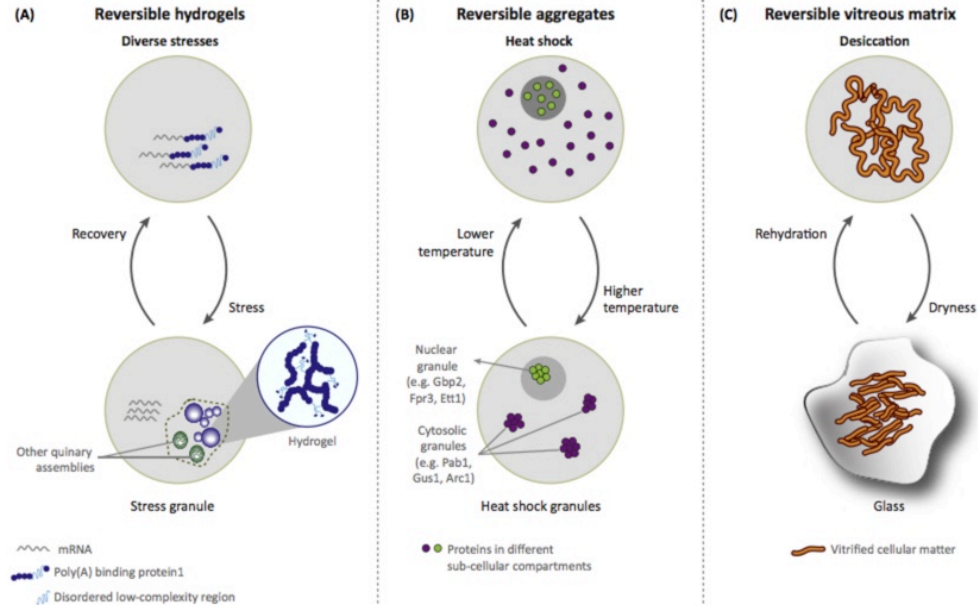 (A) Reversible hydrogels
Diverse stresses
Recovery
Stress
Other quinary
assemblies
Hydrogel
Stress granule
mRNA
Poly(A) binding protein1
Disordered low-complexity region
(B) Reversible aggregates
Heat shock
Lower
temperature
Higher
temperature
Nuclear
granule
(e.g. Gbp2,
Fpr3, Ett1)
Cytosolic
granules
(e.g. Pab1,
Gus1, Arc1)
Heat shock granules
Proteins in different
sub-cellular compartments
(C) Reversible vitreous matrix
Desiccation
Rehydration
Dryness
Glass
Vitrified cellular matter